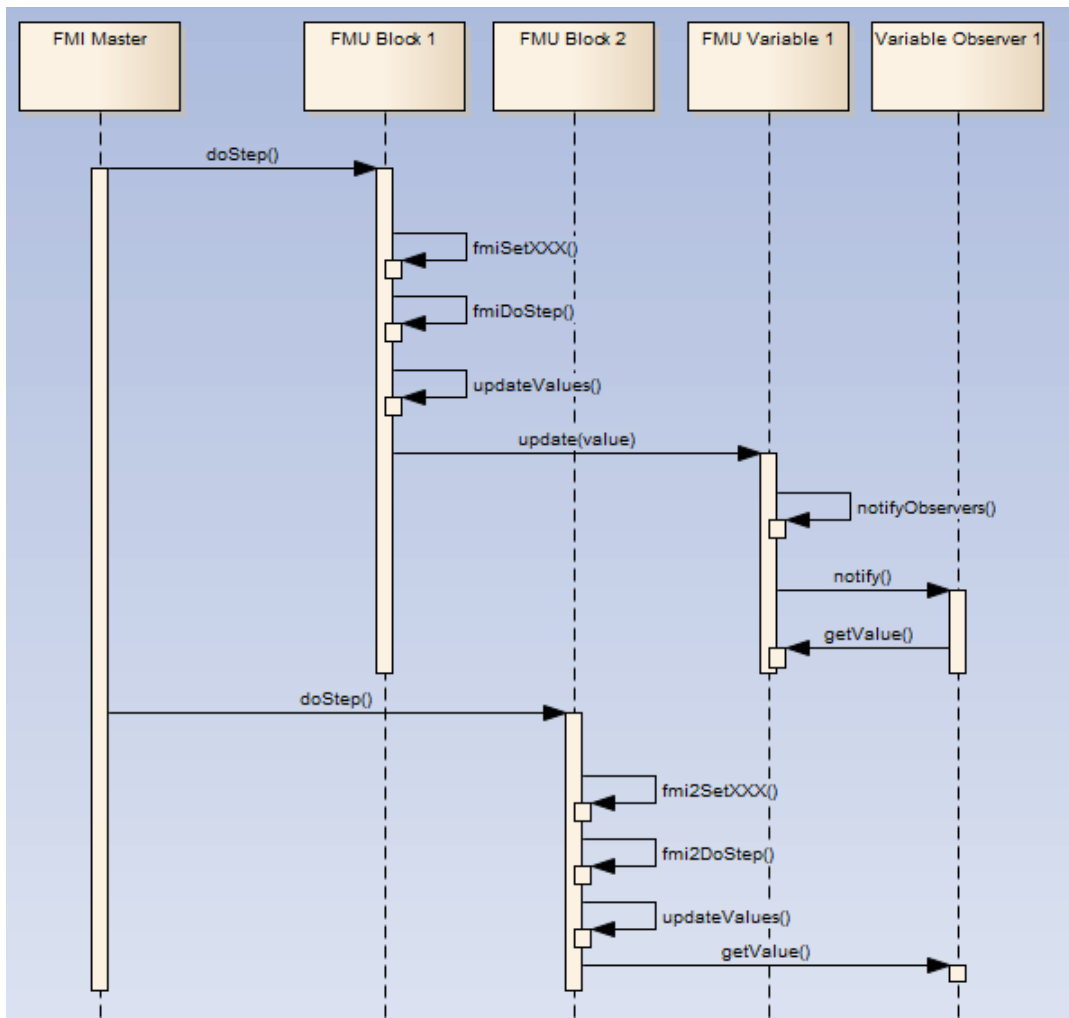 FMI Master
FMU Block 1
FMU Block 2
FMU Variable 1
Variable Observer 1
doStep()
fmiSetXXX()
fmiDoStep()
updateValues()
update(value)
notifyObservers()
notify()
getValue()
doStep()
fmi2SetXXX()
fmi2DoStep()
updateValues()
getValue()